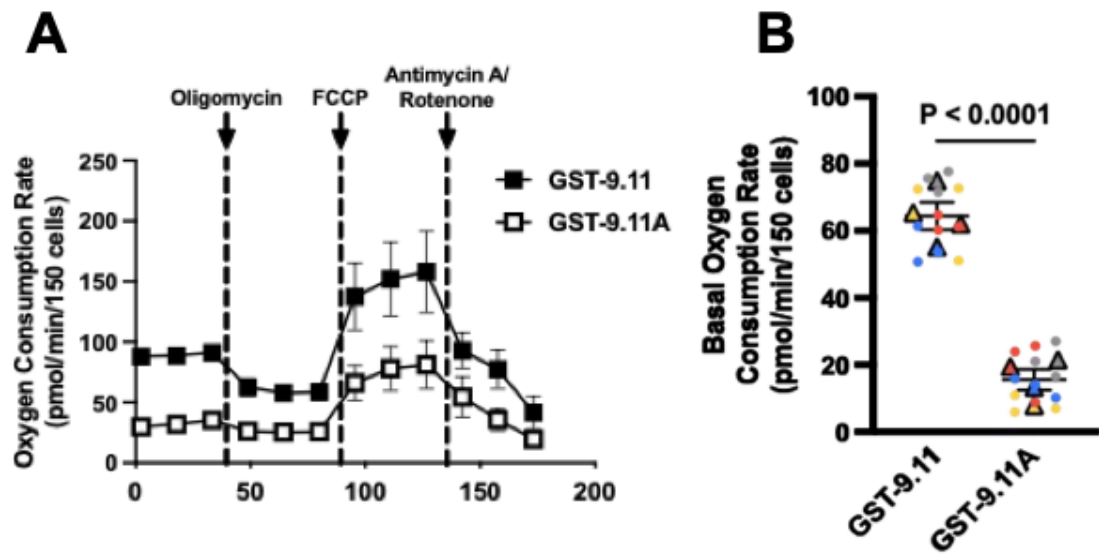 A
Oligomycin
FCCP
Antimycin A/
Rotenone
Oxygen Consumption Rate
(pmol/min/150 cells)
250
200
150
100
50
0
0
50
100
150
200
GST-9.11
GST-9.11A
B
P < 0.0001
Basal Oxygen
Consumption Rate
(pmol/min/150 cells)
100
80
60
40
20
0
GST-9.11
GST-9.11A